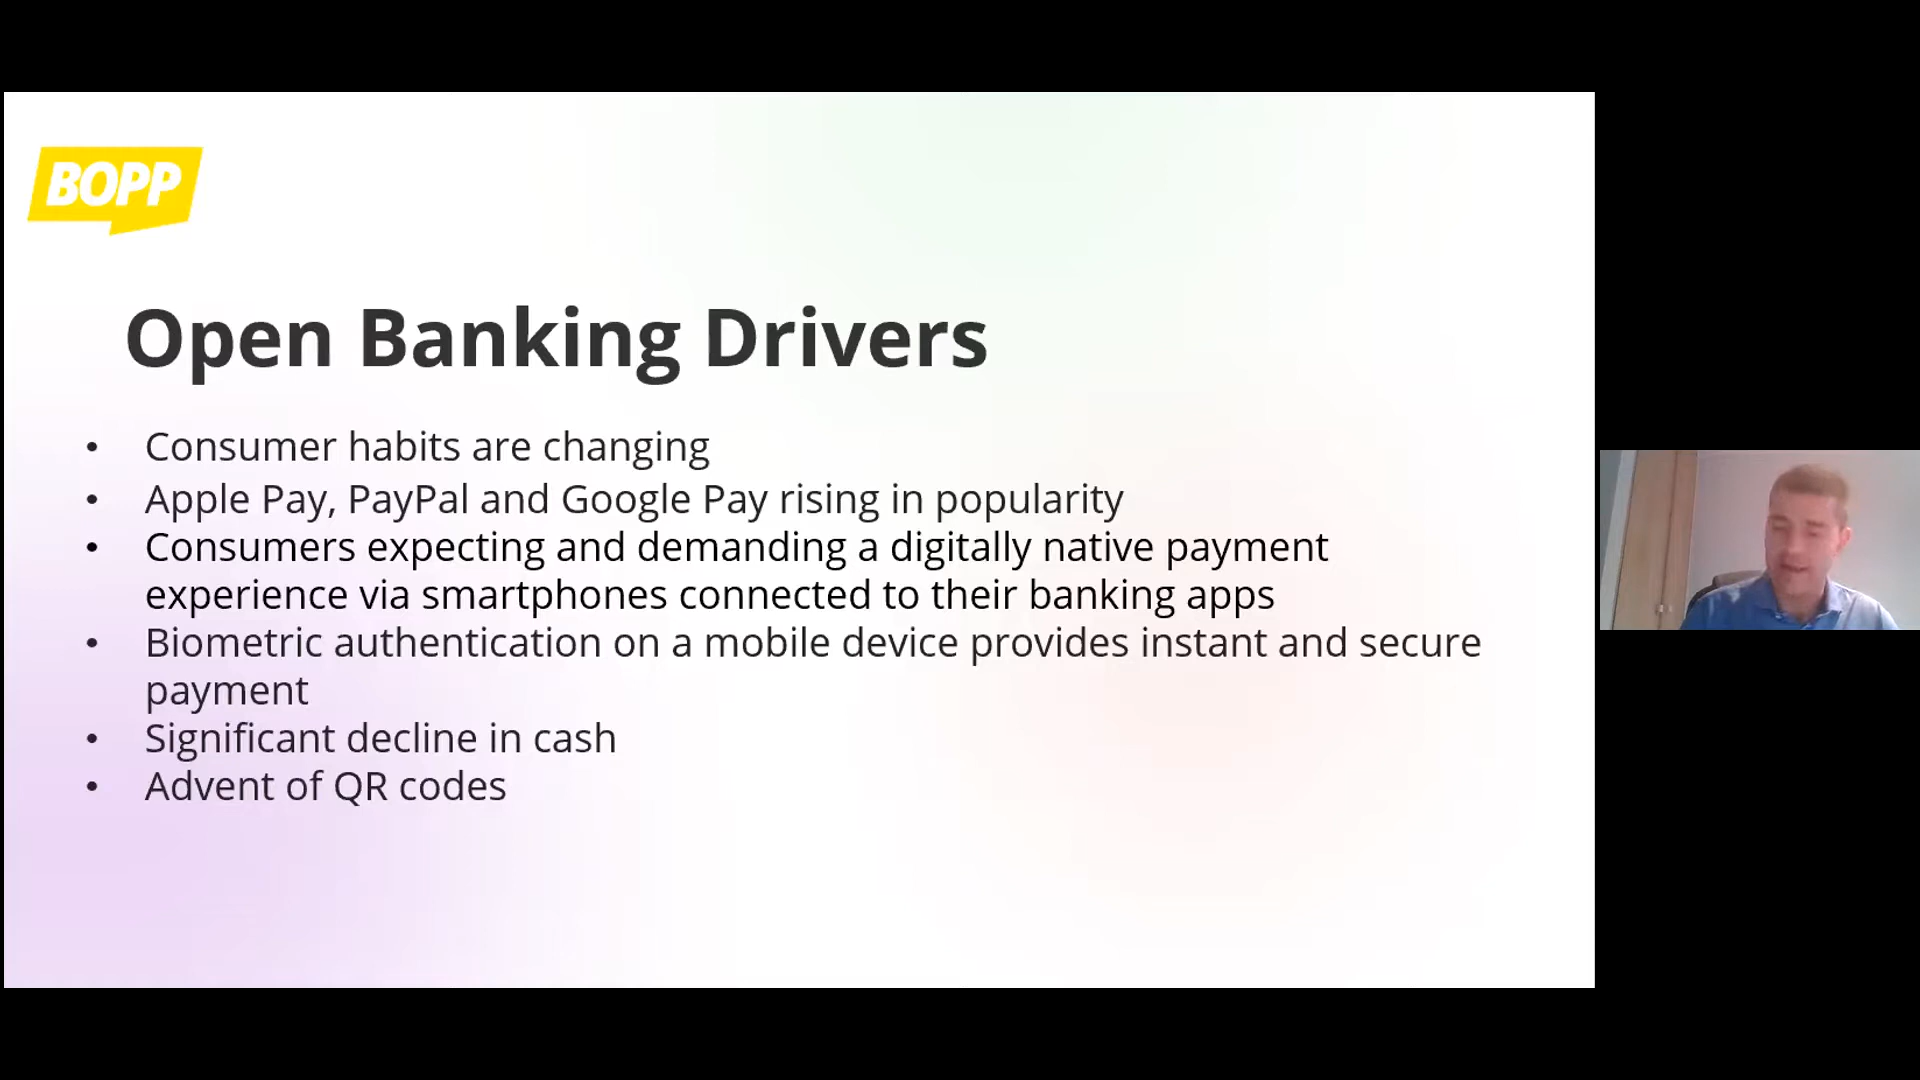 BOPP
Open Banking Drivers
• Consumer habits are changing
• Apple Pay, PayPal and Google Pay rising in popularity
• Consumers expecting and demanding a digitally native payment
experience via smartphones connected to their banking apps
• Biometric authentication on a mobile device provides instant and secure
payment
• Significant decline in cash
• Advent of QR codes